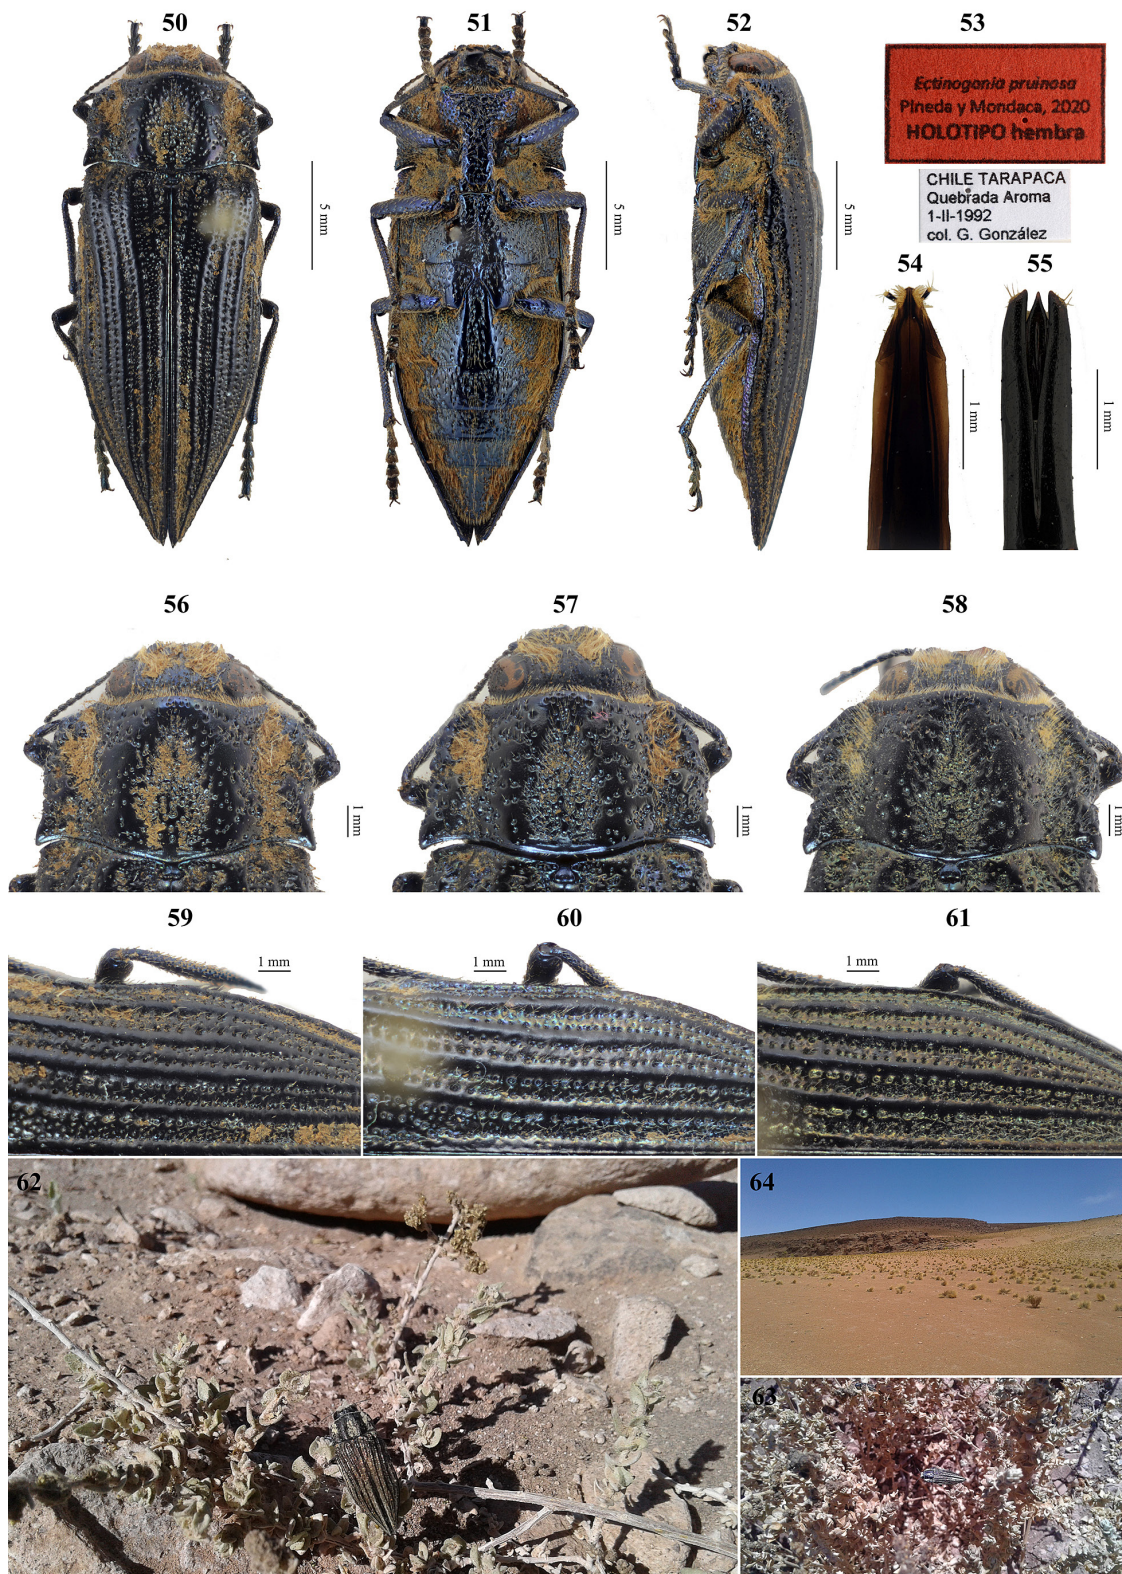 50
51
52
53
5 mm
5 mm
5 mm
Ectinogonia pruinosa
Pineda y Mondaca, 2020
HOLOTIPO hembra
CHILE TARAPACA
Quebrada Aroma
1-II-1992
col. G. González
54
55
1 mm
1 mm
56
57
58
1 mm
1 mm
1 mm
59
60
61
1 mm
1 mm
1 mm
62
64
63